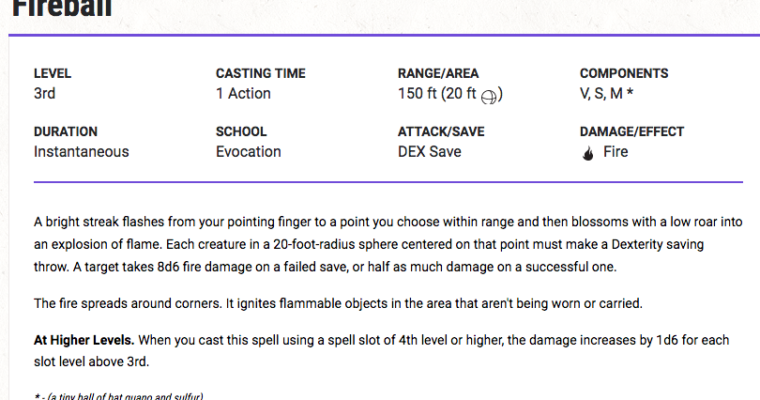 Fireball
LEVEL
3rd
CASTING TIME
1 Action
RANGE/AREA
150 ft (20 ft )
COMPONENTS
V, S, M *
DURATION
Instantaneous
SCHOOL
Evocation
ATTACK/SAVE
DEX Save
DAMAGE/EFFECT
Fire
A bright streak flashes from your pointing finger to a point you choose within range and then blossoms with a low roar into
an explosion of flame. Each creature in a 20-foot-radius sphere centered on that point must make a Dexterity saving
throw. A target takes 8d6 fire damage on a failed save, or half as much damage on a successful one.
The fire spreads around corners. It ignites flammable objects in the area that aren't being worn or carried.
At Higher Levels. When you cast this spell using a spell slot of 4th level or higher, the damage increases by 1d6 for each
slot level above 3rd.
* - (a tiny ball of bat guano and sulfur)